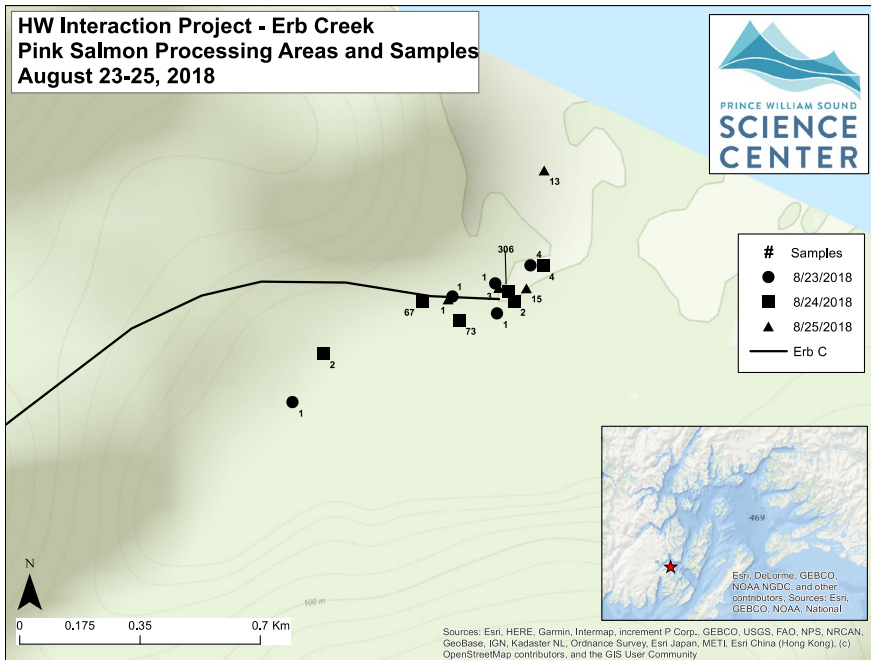 HW Interaction Project - Erb Creek
Pink Salmon Processing Areas and Samples
August 23-25, 2018
PRINCE WILLIAM SOUND
SCIENCE
CENTER
13
306
4
4
1
1
3
15
2
1
67
1
73
2
1
# Samples
8/23/2018
8/24/2018
8/25/2018
Erb C
469
Esri, DeLorme, GEBCO,
NOAA NGDC, and other
contributors, Sources: Esri,
GEBCO, NOAA, National
N
100 m
0 0.175 0.35 0.7 Km
Sources: Esri, HERE, Garmin, Intermap, increment P Corp., GEBCO, USGS, FAO, NPS, NRCAN,
GeoBase, IGN, Kadaster NL, Ordnance Survey, Esri Japan, METI, Esri China (Hong Kong), (c)
OpenStreetMap contributors, and the GIS User Community